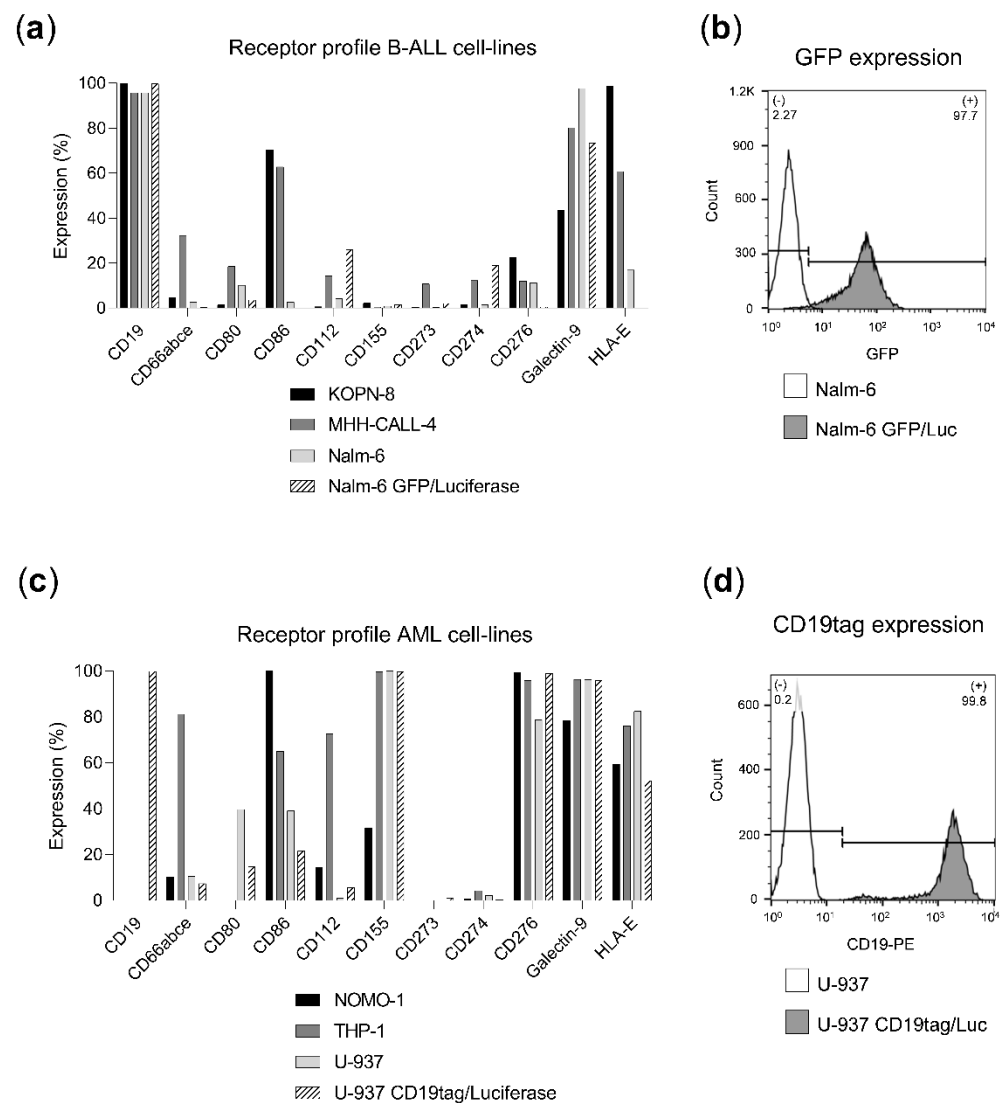 (a)
Receptor profile B-ALL cell-lines
Expression (%)
100
80
60
40
20
0
CD19
CD66abce
CD80
CD86
CD112
CD155
CD273
CD274
CD276
Galectin-9
HLA-E
KOPN-8
MHH-CALL-4
Nalm-6
Nalm-6 GFP/Luciferase
(b)
GFP expression
(-)
2.27
(+)
97.7
Count
1.2K
900
600
300
0
10⁰ 10¹ 10² 10³ 10⁴
GFP
Nalm-6
Nalm-6 GFP/Luc
(c)
Receptor profile AML cell-lines
Expression (%)
100
80
60
40
20
0
CD19
CD66abce
CD80
CD86
CD112
CD155
CD273
CD274
CD276
Galectin-9
HLA-E
NOMO-1
THP-1
U-937
U-937 CD19tag/Luciferase
(d)
CD19tag expression
(-)
0.2
(+)
99.8
Count
600
400
200
0
10⁰ 10¹ 10² 10³ 10⁴
CD19-PE
U-937
U-937 CD19tag/Luc